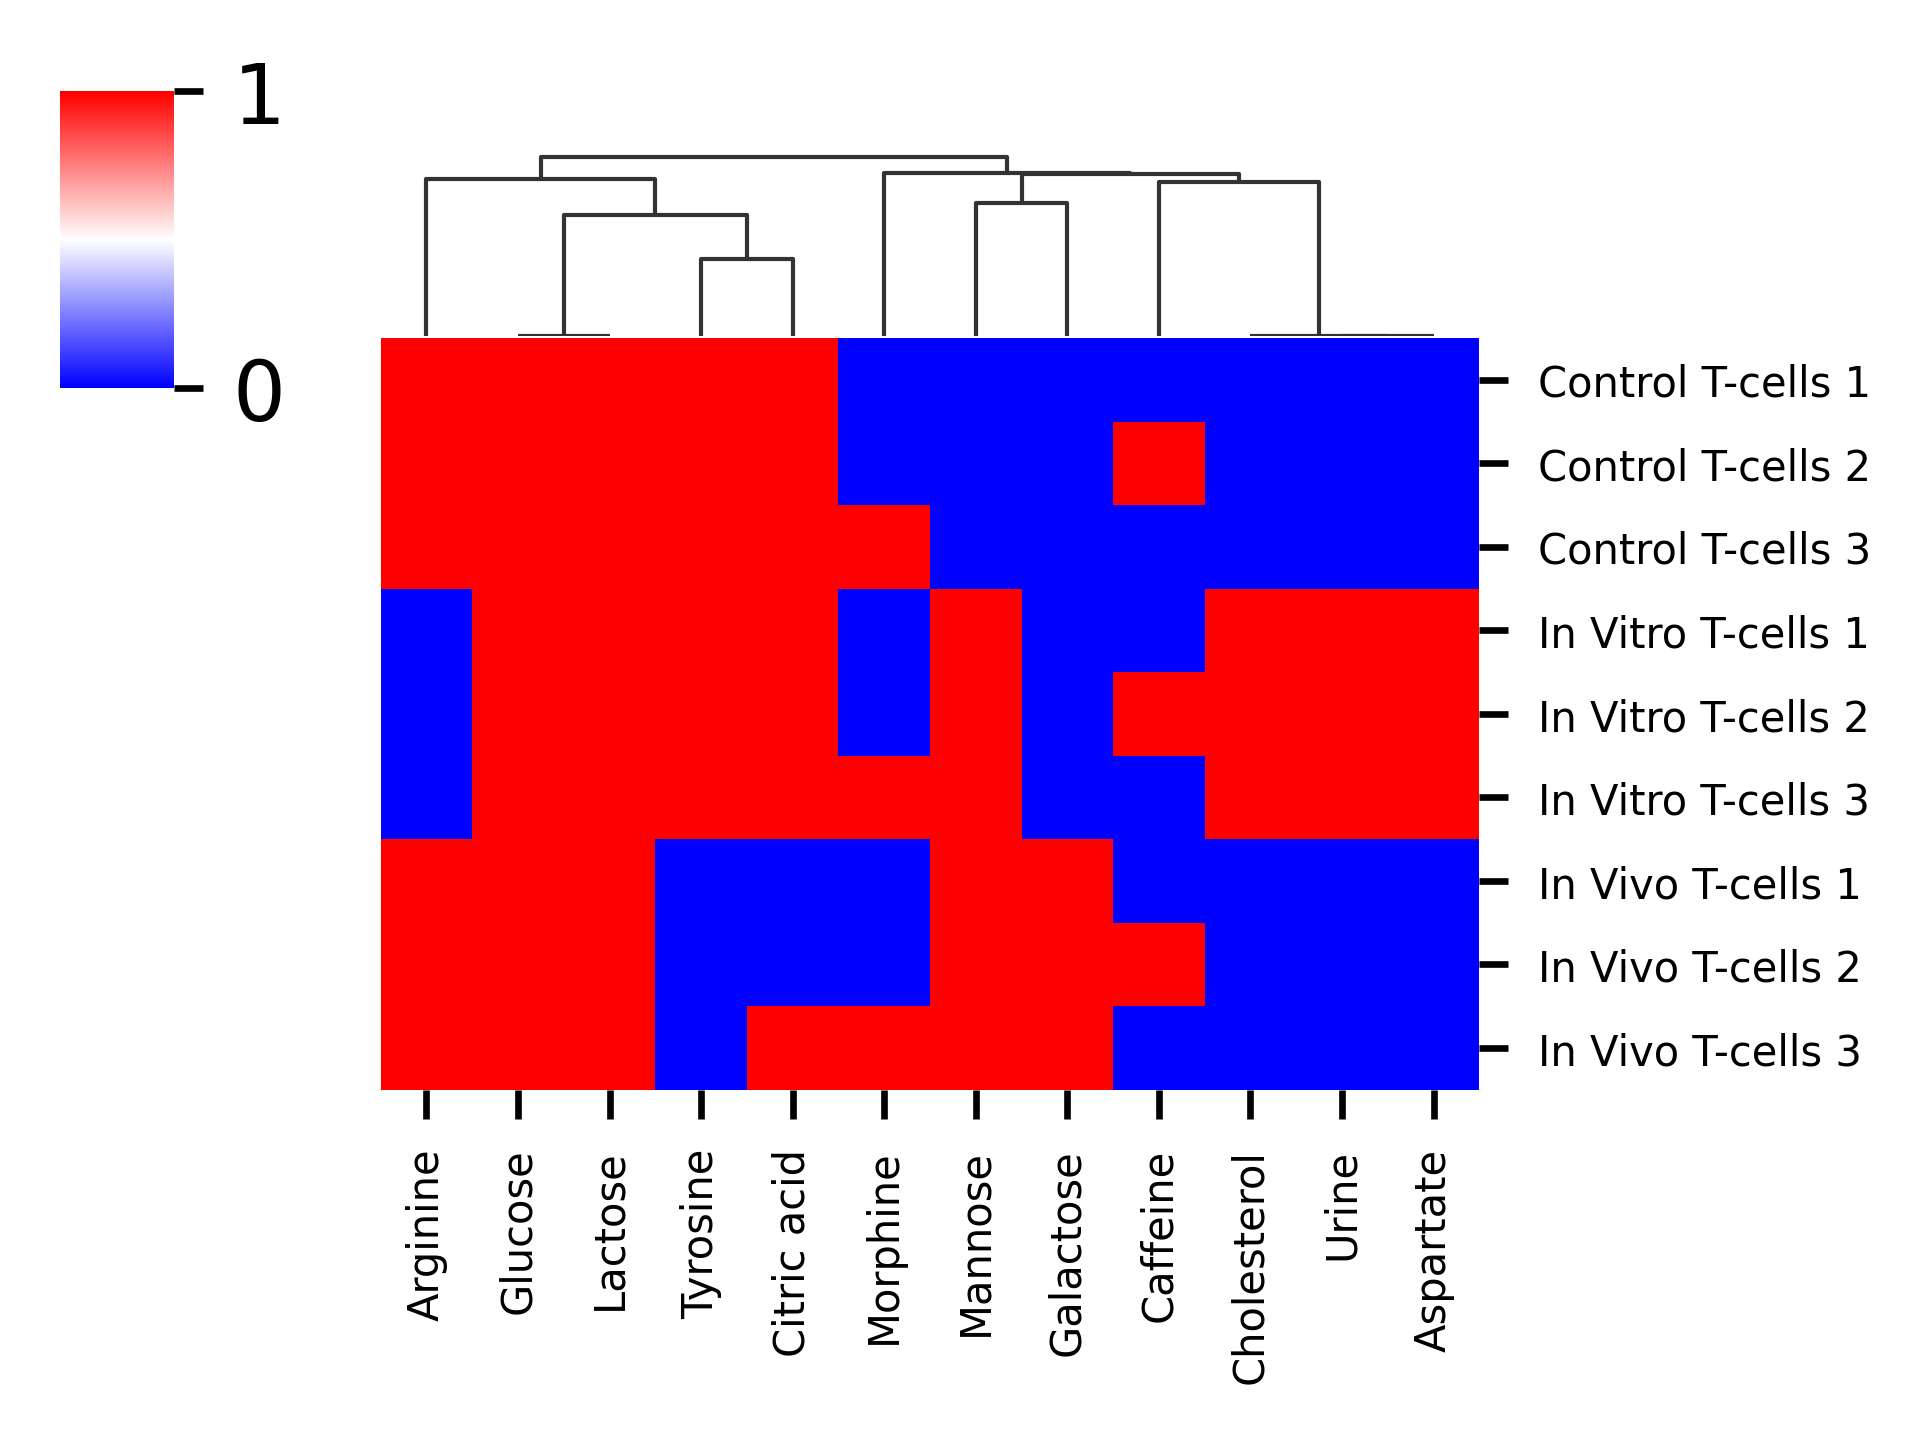 1
0
Control T-cells 1
Control T-cells 2
Control T-cells 3
In Vitro T-cells 1
In Vitro T-cells 2
In Vitro T-cells 3
In Vivo T-cells 1
In Vivo T-cells 2
In Vivo T-cells 3
Arginine
Glucose
Lactose
Tyrosine
Citric acid
Morphine
Mannose
Galactose
Caffeine
Cholesterol
Urine
Aspartate